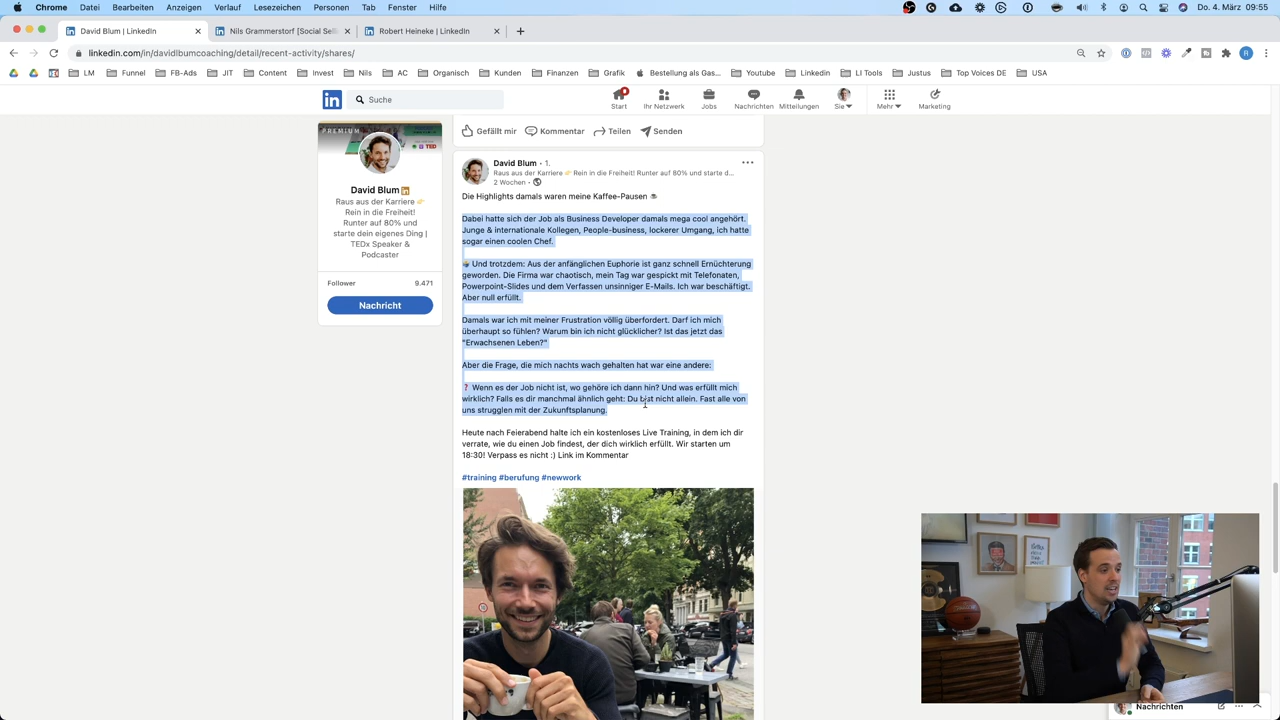 Chrome Datei Bearbeiten Anzeigen Verlauf Lesezeichen Personen Tab Fenster Hilfe
Do. 4. März 09:55
David Blum | LinkedIn
Nils Grammerstorf [Social Sell
Robert Heineke | LinkedIn
linkedin.com/in/davidlbumcoaching/detail/recent-activity/shares/
LM Funnel FB-Ads JIT Content Invest Nils AC Organisch Kunden Finanzen Grafik Bestellung als Gas... Youtube Linkedin LI Tools Justus Top Voices DE USA
in Suche
Start Ihr Netzwerk Jobs Nachrichten Mitteilungen Sie Mehr Marketing
Gefällt mir Kommentar Teilen Senden
PREMIUM
TED
David Blum in
Raus aus der Karriere
Rein in die Freiheit!
Runter auf 80% und
starte dein eigenes Ding |
TEDx Speaker &
Podcaster
Follower 9.471
Nachricht
David Blum • 1.
Raus aus der Karriere 👉 Rein in die Freiheit! Runter auf 80% und starte d...
2 Wochen •
Die Highlights damals waren meine Kaffee-Pausen ☕
Dabei hatte sich der Job als Business Developer damals mega cool angehört.
Junge & internationale Kollegen, People-business, lockerer Umgang, ich hatte
sogar einen coolen Chef.
Und trotzdem: Aus der anfänglichen Euphorie ist ganz schnell Ernüchterung
geworden. Die Firma war chaotisch, mein Tag war gespickt mit Telefonaten,
Powerpoint-Slides und dem Verfassen unsinniger E-Mails. Ich war beschäftigt.
Aber null erfüllt.
Damals war ich mit meiner Frustration völlig überfordert. Darf ich mich
überhaupt so fühlen? Warum bin ich nicht glücklicher? Ist das jetzt das
"Erwachsenen Leben?"
Aber die Frage, die mich nachts wach gehalten hat war eine andere:
❓ Wenn es der Job nicht ist, wo gehöre ich dann hin? Und was erfüllt mich
wirklich? Falls es dir manchmal ähnlich geht: Du bist nicht allein. Fast alle von
uns strugglen mit der Zukunftsplanung.
Heute nach Feierabend halte ich ein kostenloses Live Training, in dem ich dir
verrate, wie du einen Job findest, der dich wirklich erfüllt. Wir starten um
18:30! Verpass es nicht :) Link im Kommentar
#training #berufung #newwork
Nachrichten